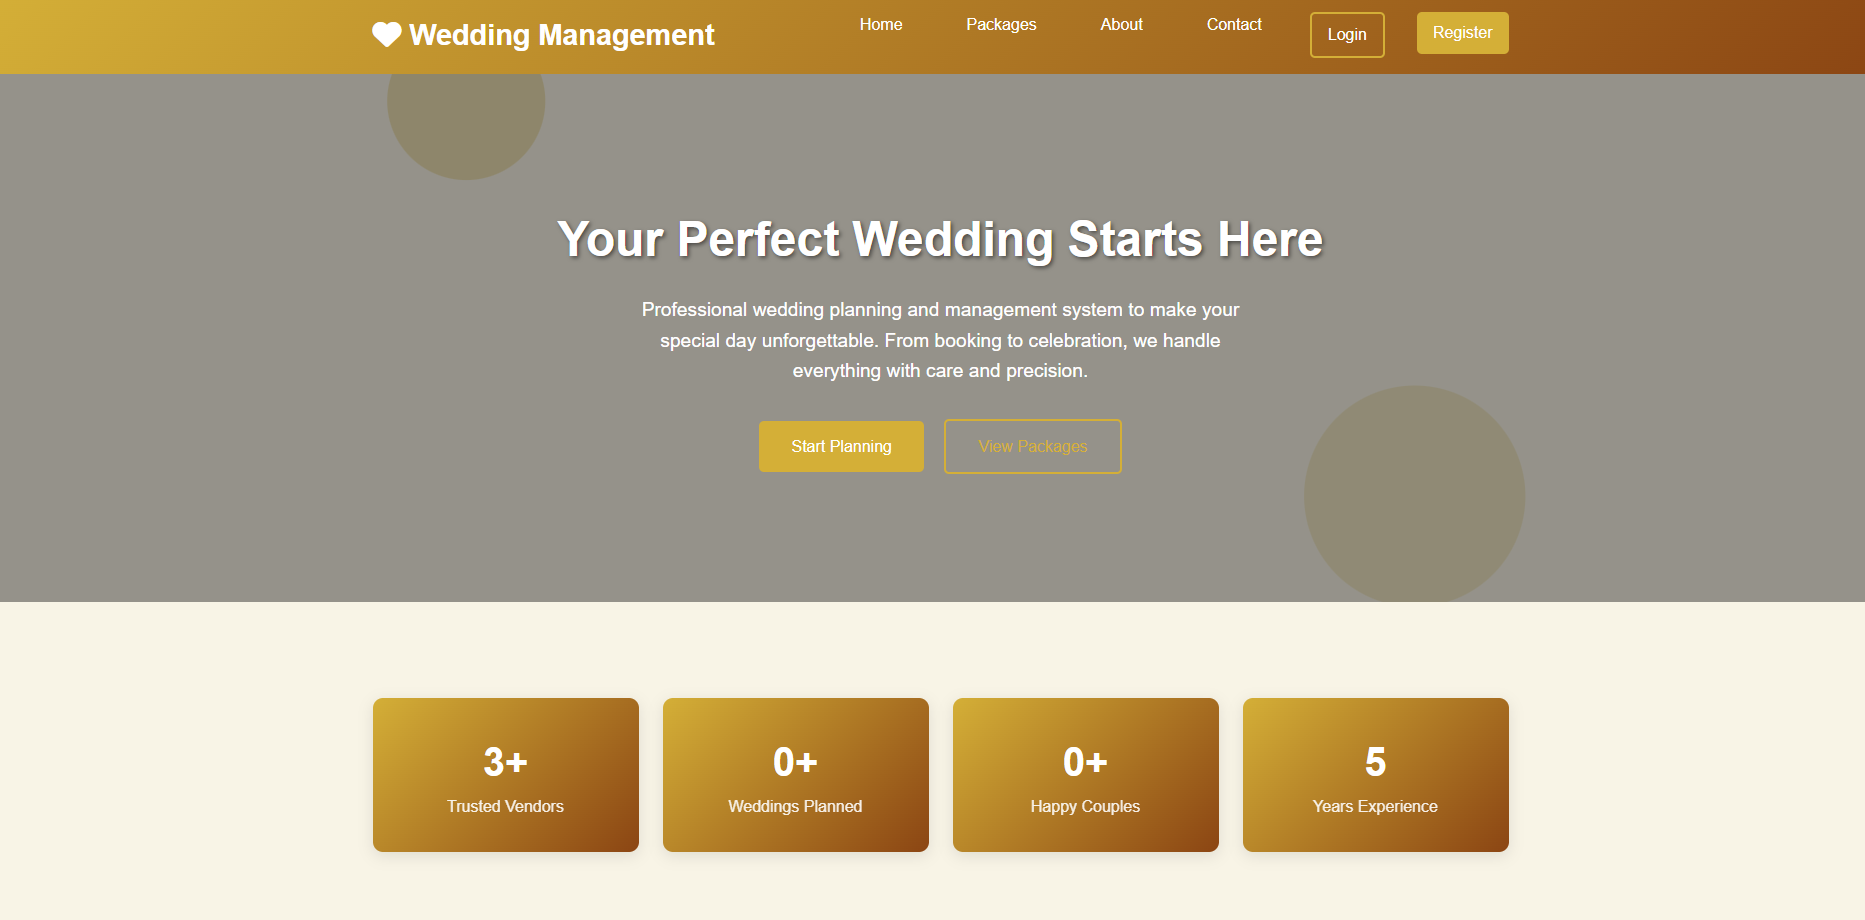 Wedding Management
Home
Packages
About
Contact
Login
Register
Your Perfect Wedding Starts Here
Professional wedding planning and management system to make your
special day unforgettable. From booking to celebration, we handle
everything with care and precision.
Start Planning
View Packages
3+
Trusted Vendors
0+
Weddings Planned
0+
Happy Couples
5
Years Experience